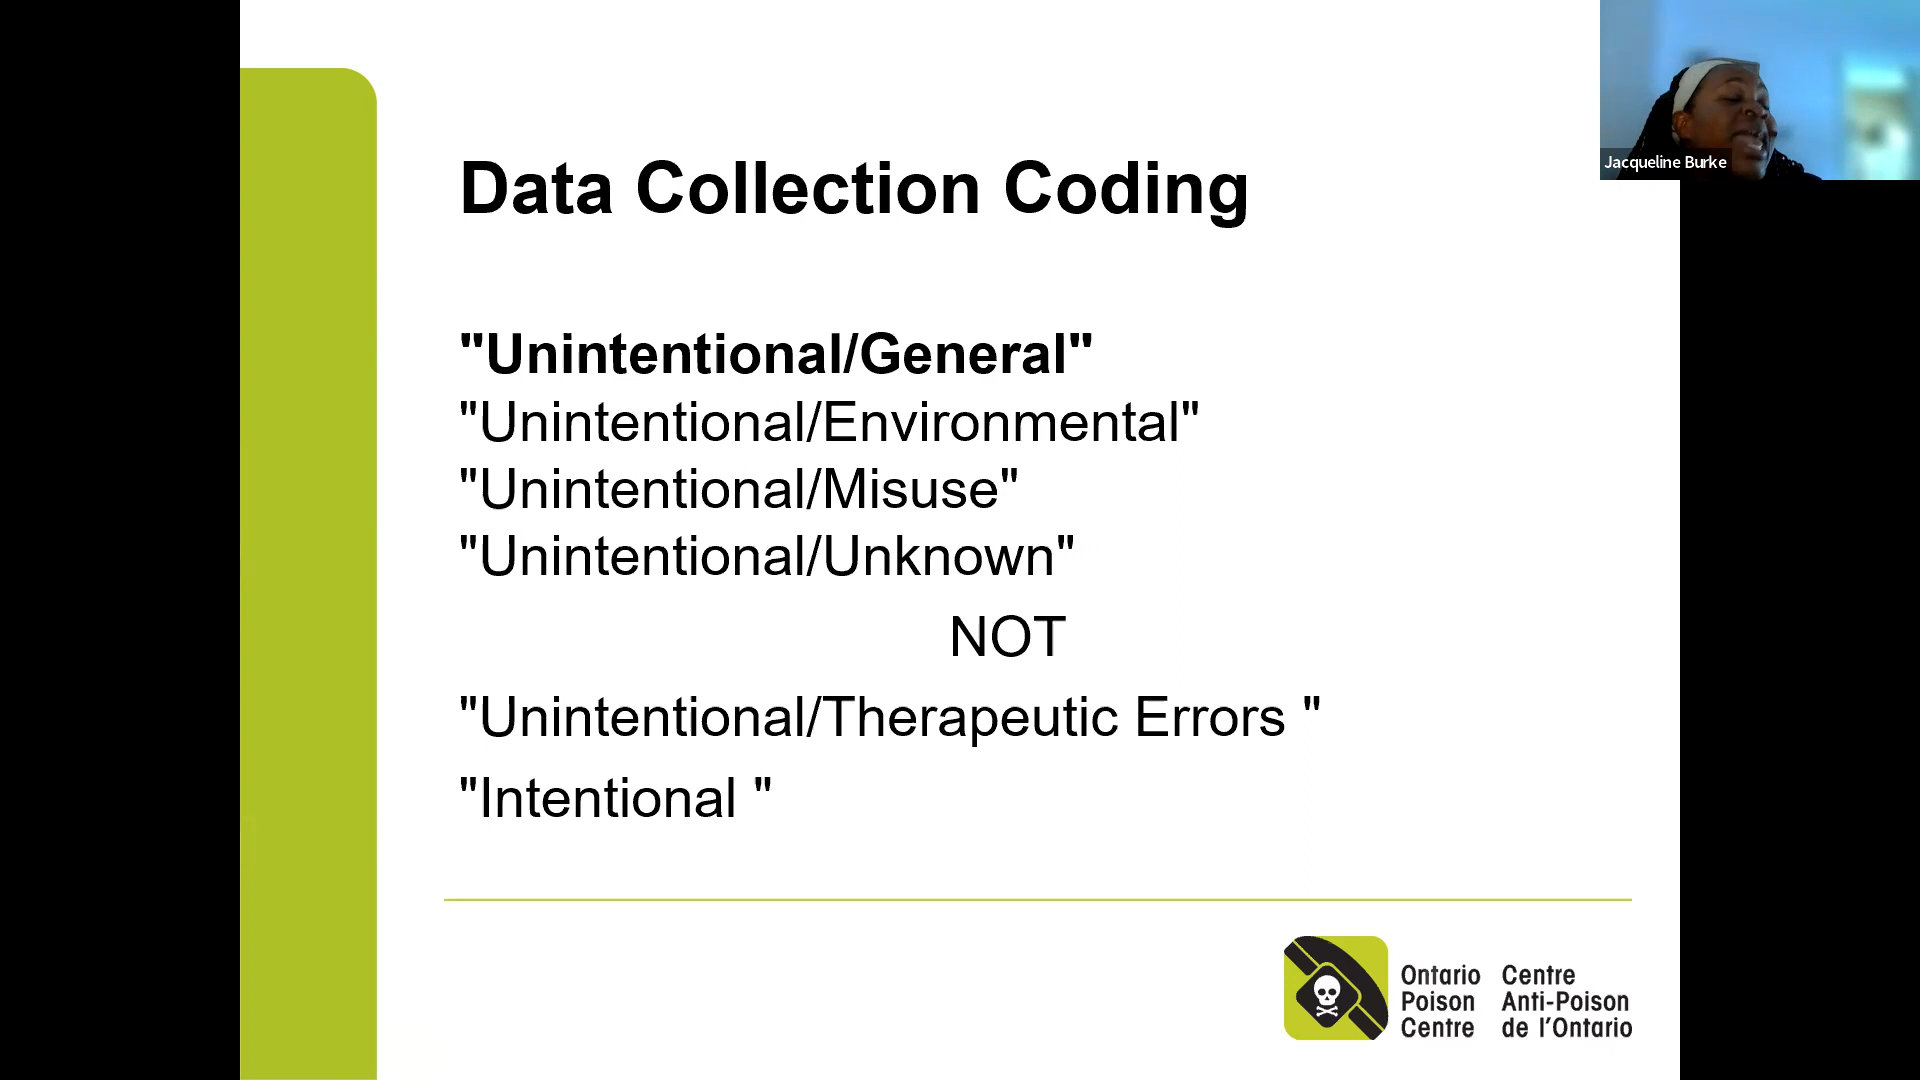 Jacqueline Burke
Data Collection Coding
"Unintentional/General"
"Unintentional/Environmental"
"Unintentional/Misuse"
"Unintentional/Unknown"
NOT
"Unintentional/Therapeutic Errors "
"Intentional "
Ontario
Poison
Centre
Centre
Anti-Poison
de l'Ontario